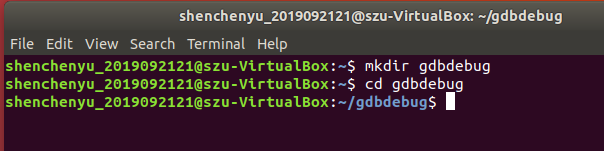 shenchenyu_2019092121@szu-VirtualBox: ~/gdbdebug
File Edit View Search Terminal Help
shenchenyu_2019092121@szu-VirtualBox:~$ mkdir gdbdebug
shenchenyu_2019092121@szu-VirtualBox:~$ cd gdbdebug
shenchenyu_2019092121@szu-VirtualBox:~/gdbdebug$